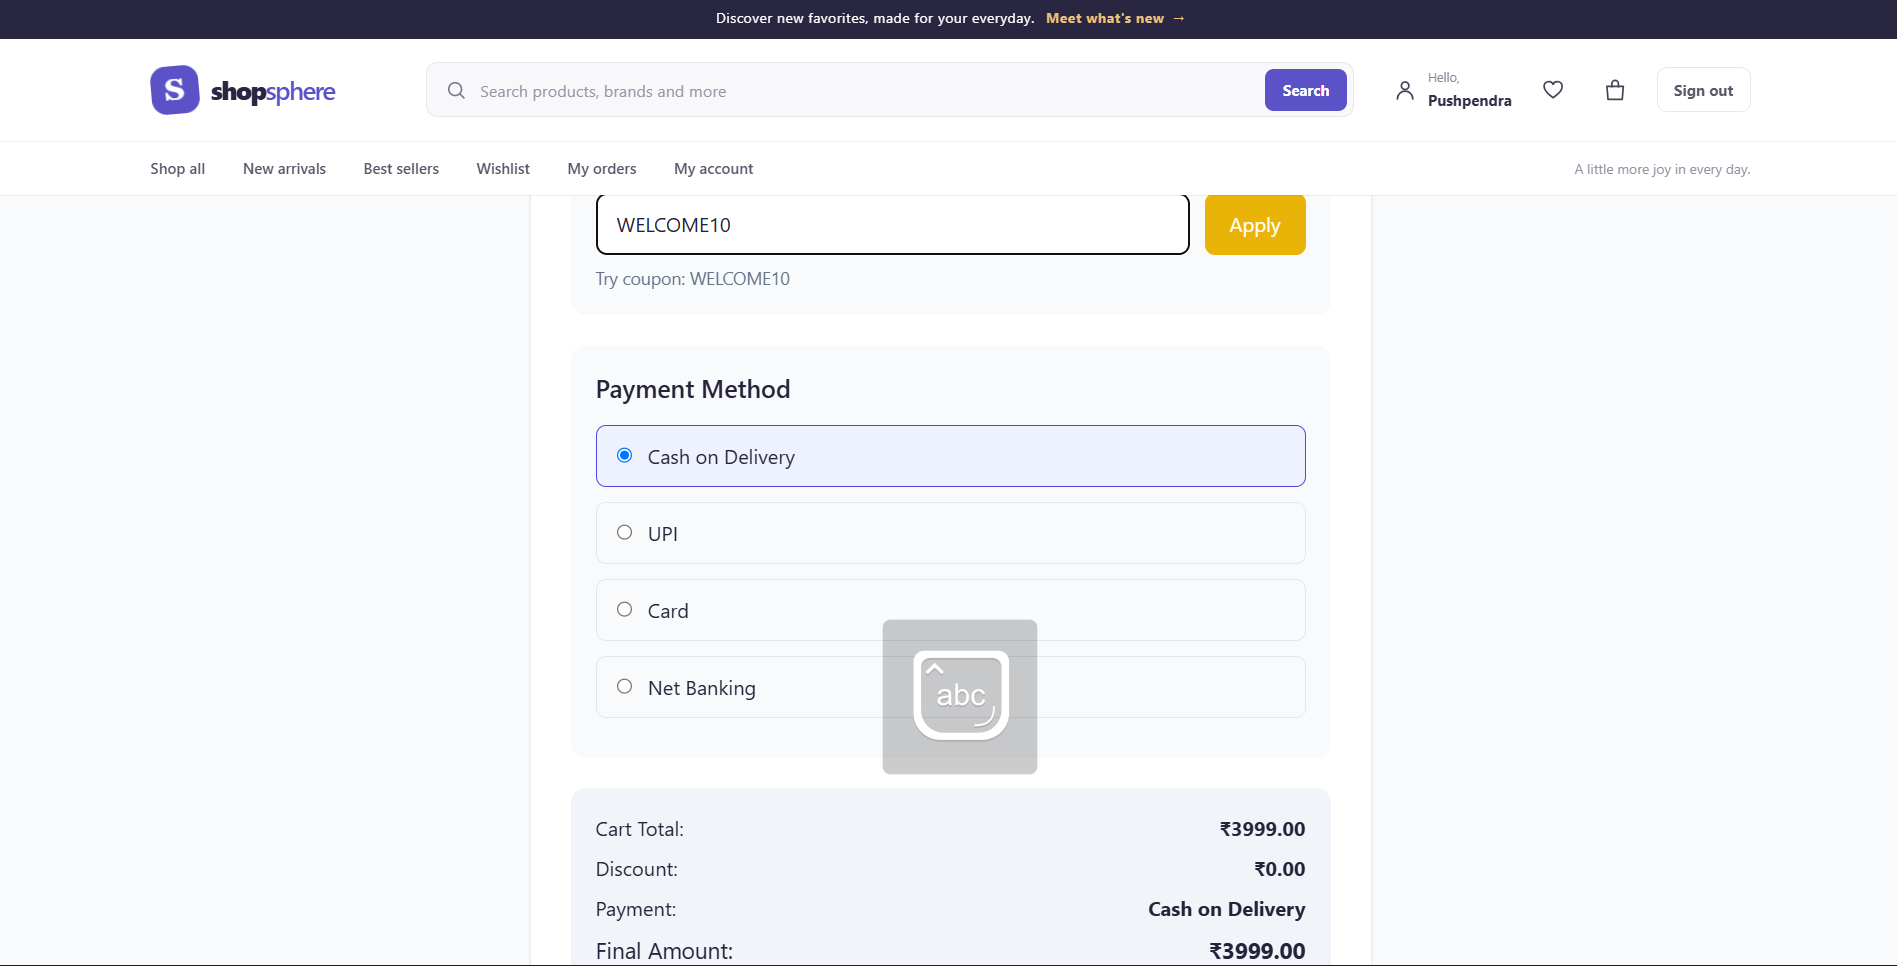 Discover new favorites, made for your everyday. Meet what's new →
S shopsphere
Search products, brands and more
Search
Hello,
Pushpendra
Sign out
Shop all
New arrivals
Best sellers
Wishlist
My orders
My account
A little more joy in every day.
WELCOME10
Apply
Try coupon: WELCOME10
Payment Method
Cash on Delivery
UPI
Card
Net Banking
abc
Cart Total: ₹3999.00
Discount: ₹0.00
Payment: Cash on Delivery
Final Amount: ₹3999.00